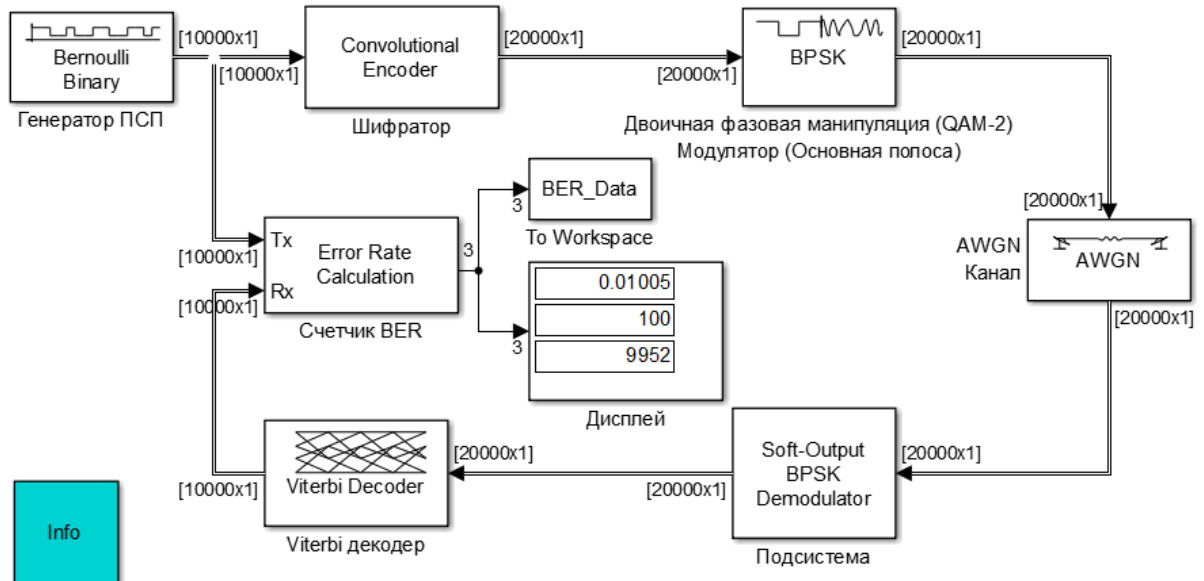 [10000x1]
Bernoulli
Binary
Генератор ПСП
[10000x1]
Convolutional
Encoder
Шифратор
[20000x1]
[20000x1]
BPSK
Двоичная фазовая манипуляция (QAM-2)
Модулятор (Основная полоса)
[20000x1]
[20000x1]
AWGN
Канал
AWGN
[20000x1]
BER_Data
3
To Workspace
Tx
Rx
Error Rate
Calculation
3
[10000x1]
[10000x1]
Счетчик BER
0.01005
100
9952
3
Дисплей
Soft-Output
BPSK
Demodulator
[20000x1]
[20000x1]
Подсистема
[20000x1]
Viterbi Decoder
[10000x1]
Viterbi декодер
Info